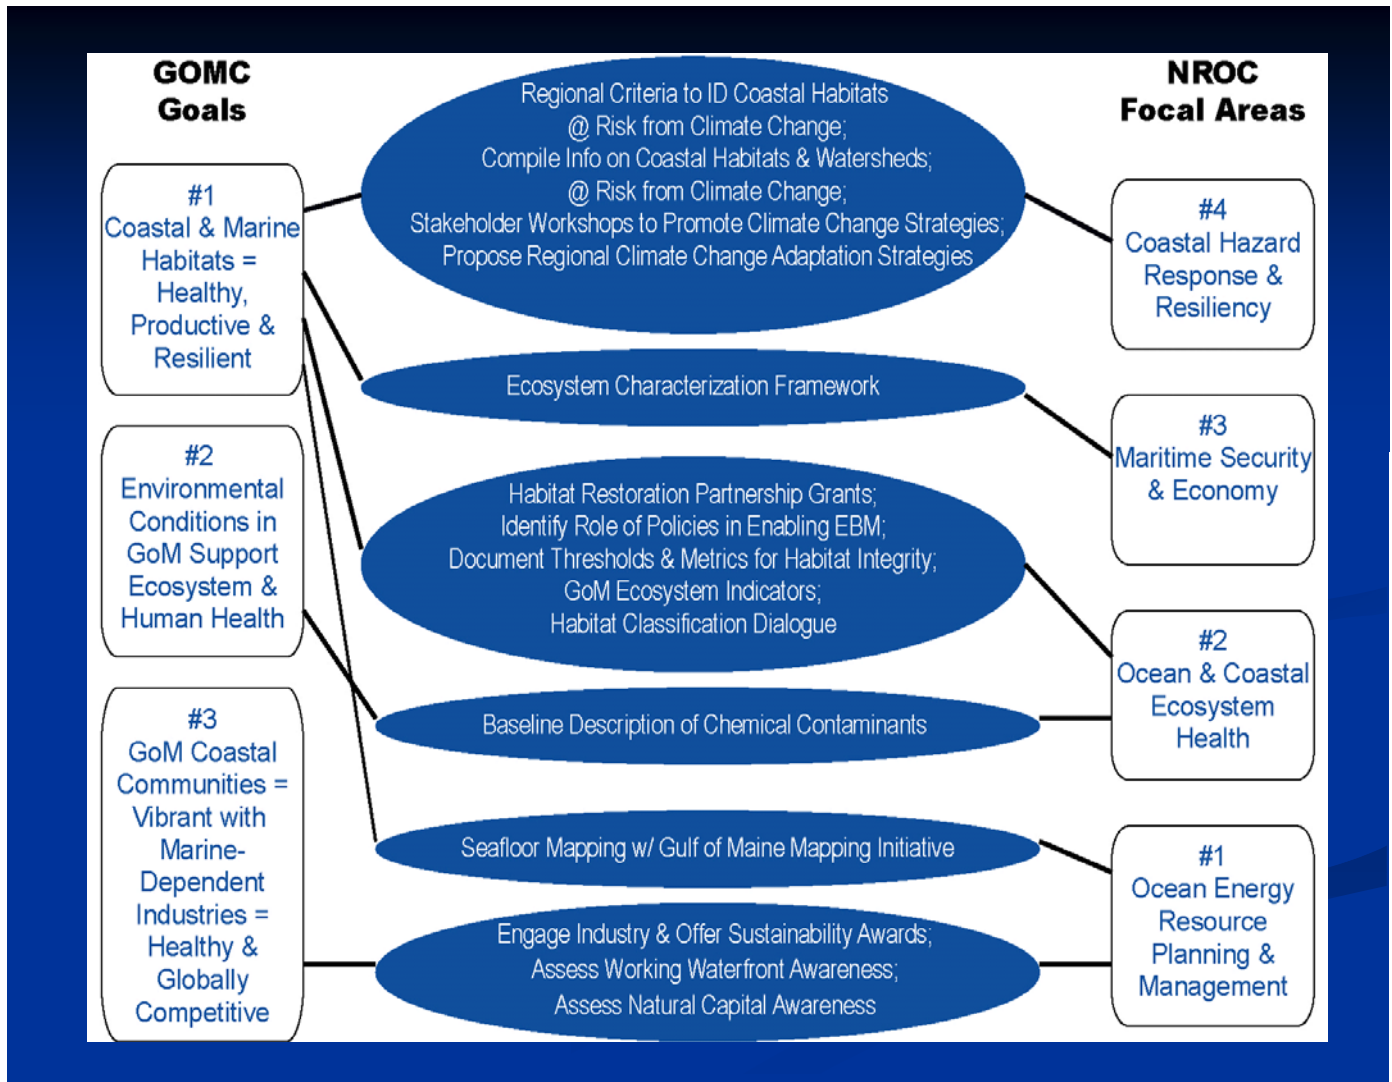 GOMC
Goals
NROC
Focal Areas
#1
Coastal & Marine
Habitats =
Healthy,
Productive &
Resilient
#2
Environmental
Conditions in
GoM Support
Ecosystem &
Human Health
#3
GoM Coastal
Communities =
Vibrant with
Marine-
Dependent
Industries =
Healthy &
Globally
Competitive
Regional Criteria to ID Coastal Habitats
@ Risk from Climate Change;
Compile Info on Coastal Habitats & Watersheds;
@ Risk from Climate Change;
Stakeholder Workshops to Promote Climate Change Strategies;
Propose Regional Climate Change Adaptation Strategies
Ecosystem Characterization Framework
Habitat Restoration Partnership Grants;
Identify Role of Policies in Enabling EBM;
Document Thresholds & Metrics for Habitat Integrity;
GoM Ecosystem Indicators;
Habitat Classification Dialogue
Baseline Description of Chemical Contaminants
Seafloor Mapping w/ Gulf of Maine Mapping Initiative
Engage Industry & Offer Sustainability Awards;
Assess Working Waterfront Awareness;
Assess Natural Capital Awareness
#4
Coastal Hazard
Response &
Resiliency
#3
Maritime Security
& Economy
#2
Ocean & Coastal
Ecosystem
Health
#1
Ocean Energy
Resource
Planning &
Management